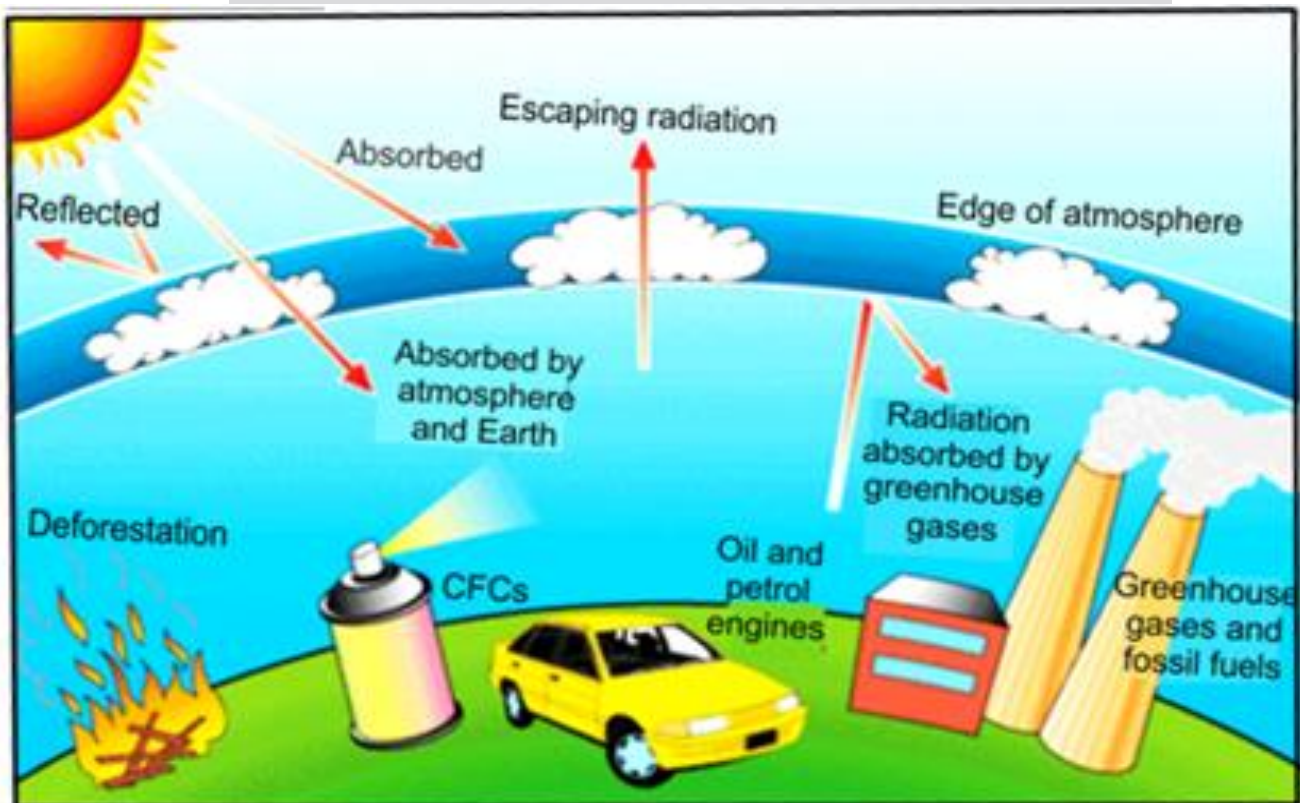 Escaping radiation
Absorbed
Reflected
Edge of atmosphere
Absorbed by
atmosphere
and Earth
Radiation
absorbed by
greenhouse
gases
Deforestation
CFCs
Oil and
petrol
engines
Greenhouse
gases and
fossil fuels